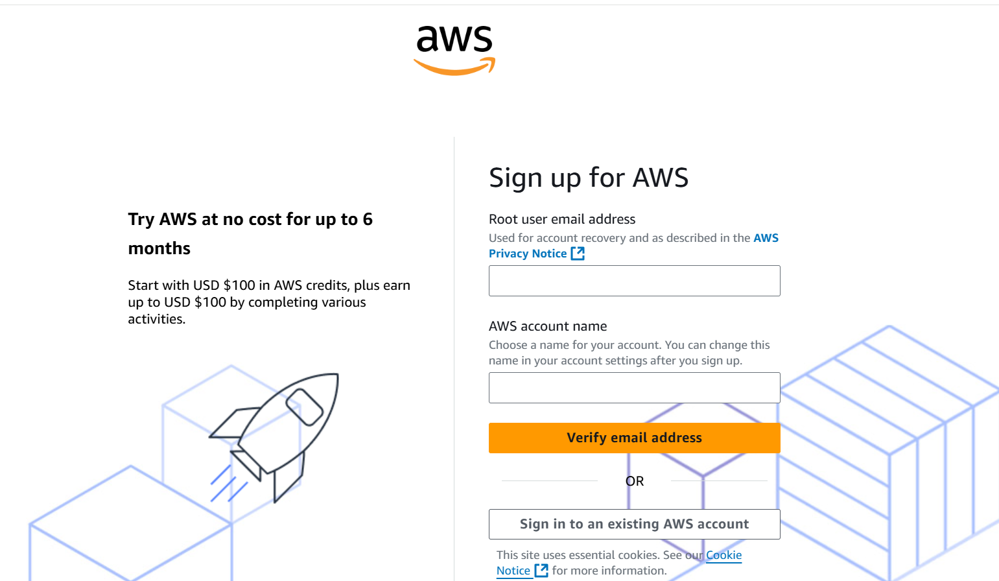 aws
Try AWS at no cost for up to 6
months
Start with USD $100 in AWS credits, plus earn
up to USD $100 by completing various
activities.
Sign up for AWS
Root user email address
Used for account recovery and as described in the AWS
Privacy Notice
AWS account name
Choose a name for your account. You can change this
name in your account settings after you sign up.
Verify email address
OR
Sign in to an existing AWS account
This site uses essential cookies. See our Cookie
Notice for more information.